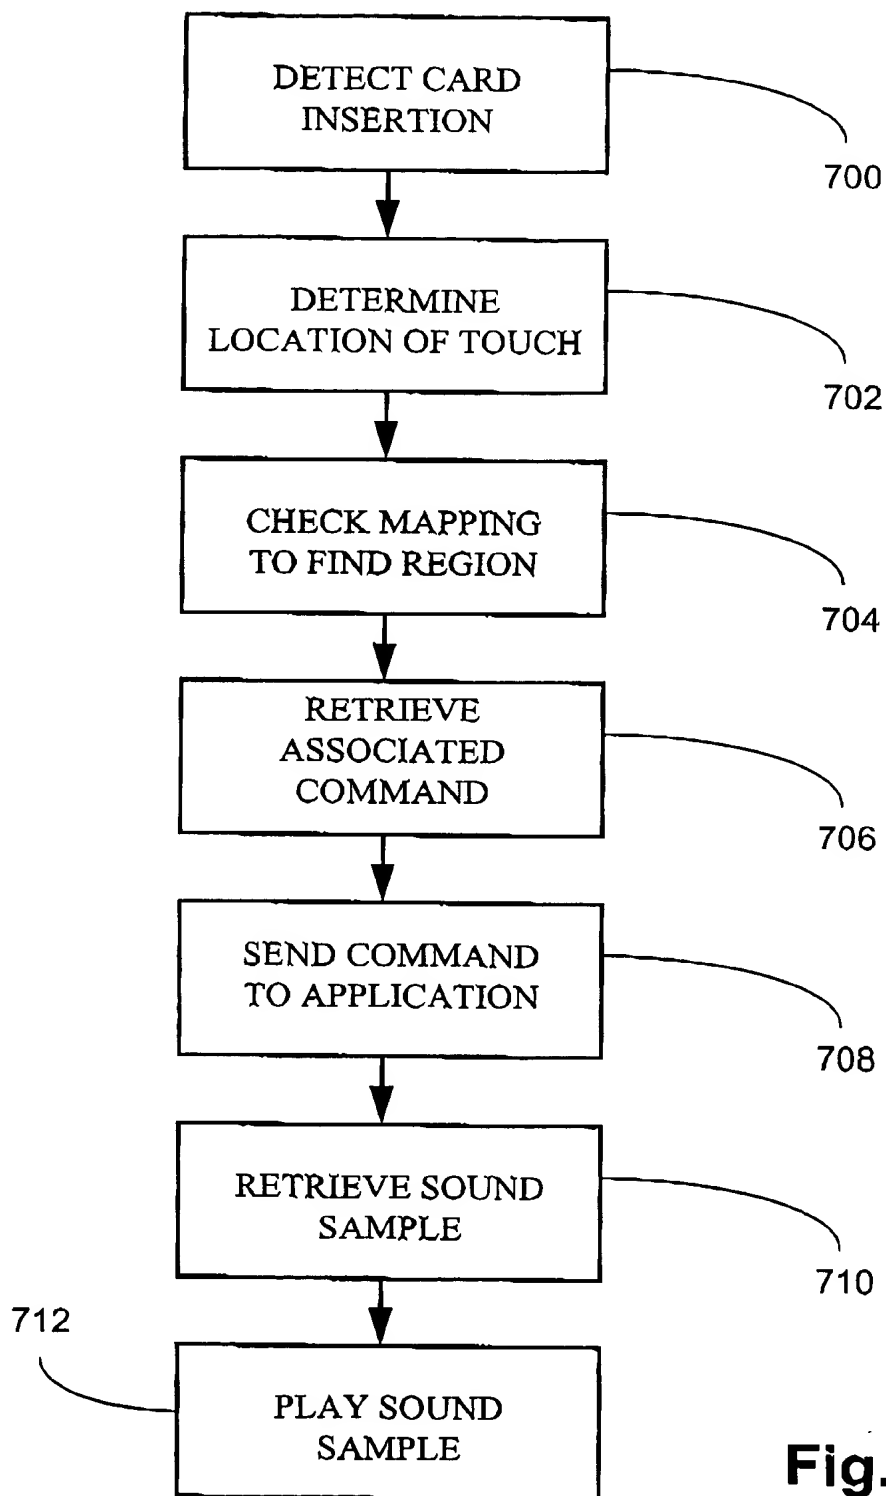 DETECT CARD
INSERTION
700
DETERMINE
LOCATION OF TOUCH
702
CHECK MAPPING
TO FIND REGION
704
RETRIEVE
ASSOCIATED
COMMAND
706
SEND COMMAND
TO APPLICATION
708
RETRIEVE SOUND
SAMPLE
710
712
PLAY SOUND
SAMPLE
Fig.